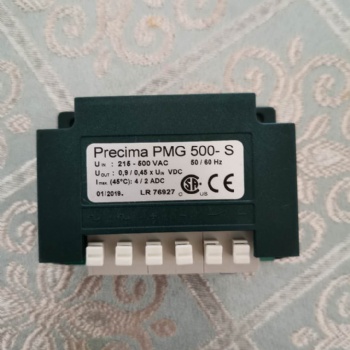 Precima PMG 500- S
U IN : 215 - 500 VAC 50 / 60 Hz
U OUT : 0,9 / 0,45 x U IN VDC
I max (45°C): 4 / 2 ADC
01/2019. LR 76927